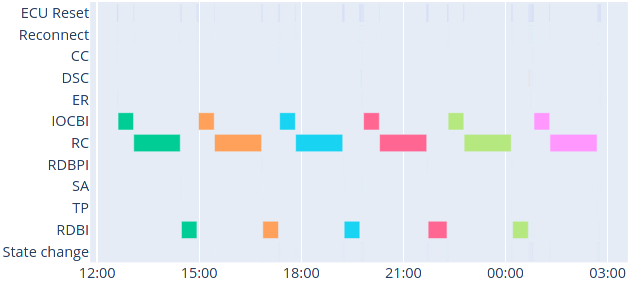 ECU Reset
Reconnect
CC
DSC
ER
IOCBI
RC
RDBPI
SA
TP
RDBI
State change
12:00 15:00 18:00 21:00 00:00 03:00